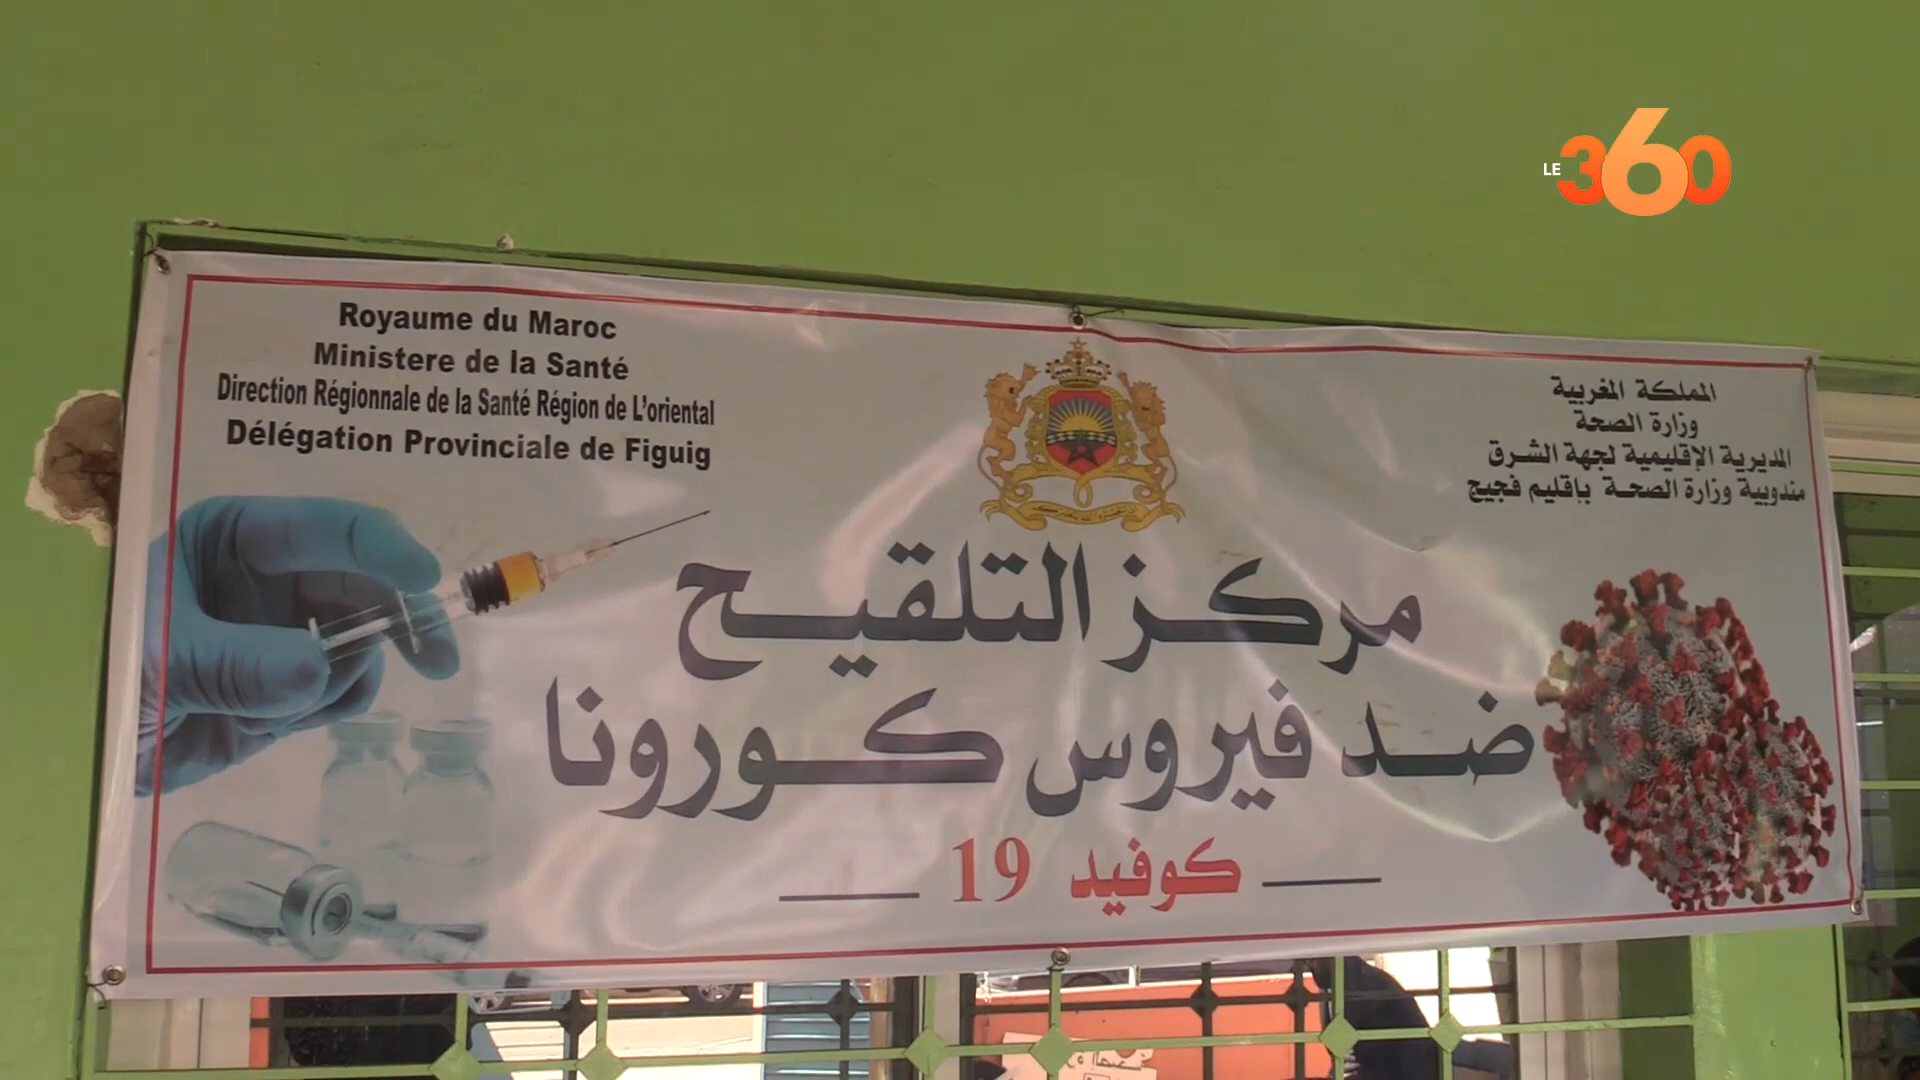 LE 360
Royaume du Maroc
Ministere de la Santé
Direction Régionnale de la Santé Région de L'oriental
Délégation Provinciale de Figuig
المملكة المغربية
وزارة الصحة
المديرية الإقليمية لجهة الشرق
مندوبية وزارة الصحة بإقليم فجيج
مركز التلقيح
ضد فيروس كورونا
كوفيد 19